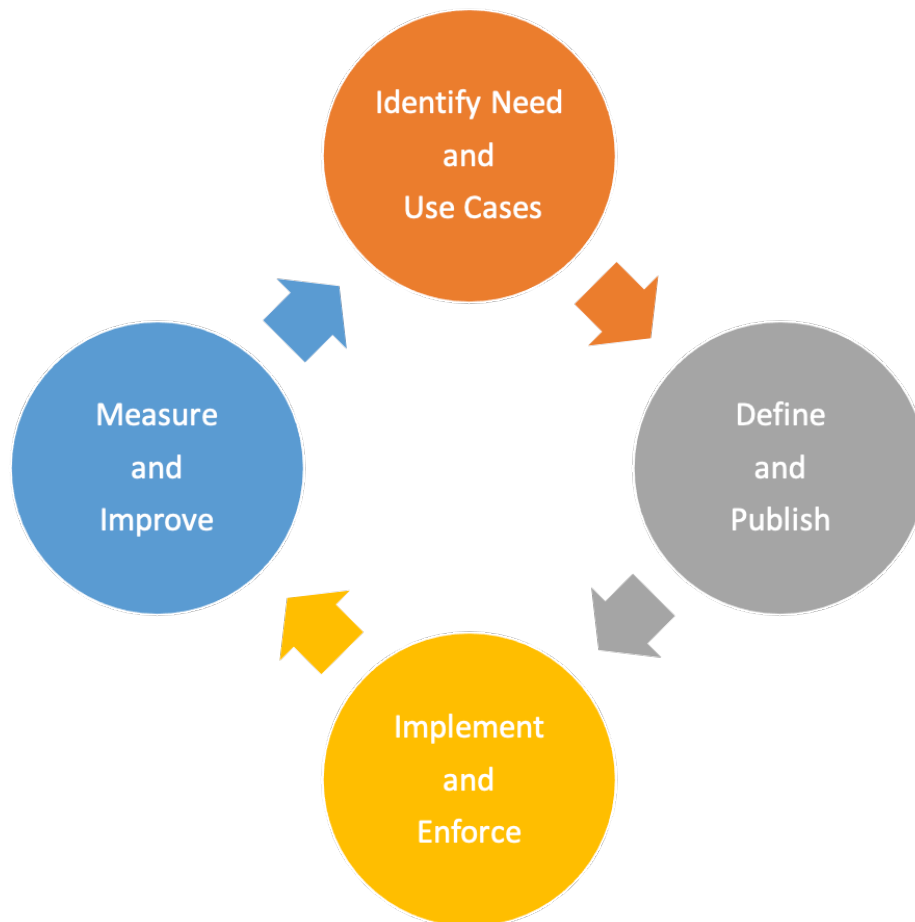 Identify Need
and
Use Cases
Define
and
Publish
Implement
and
Enforce
Measure
and
Improve